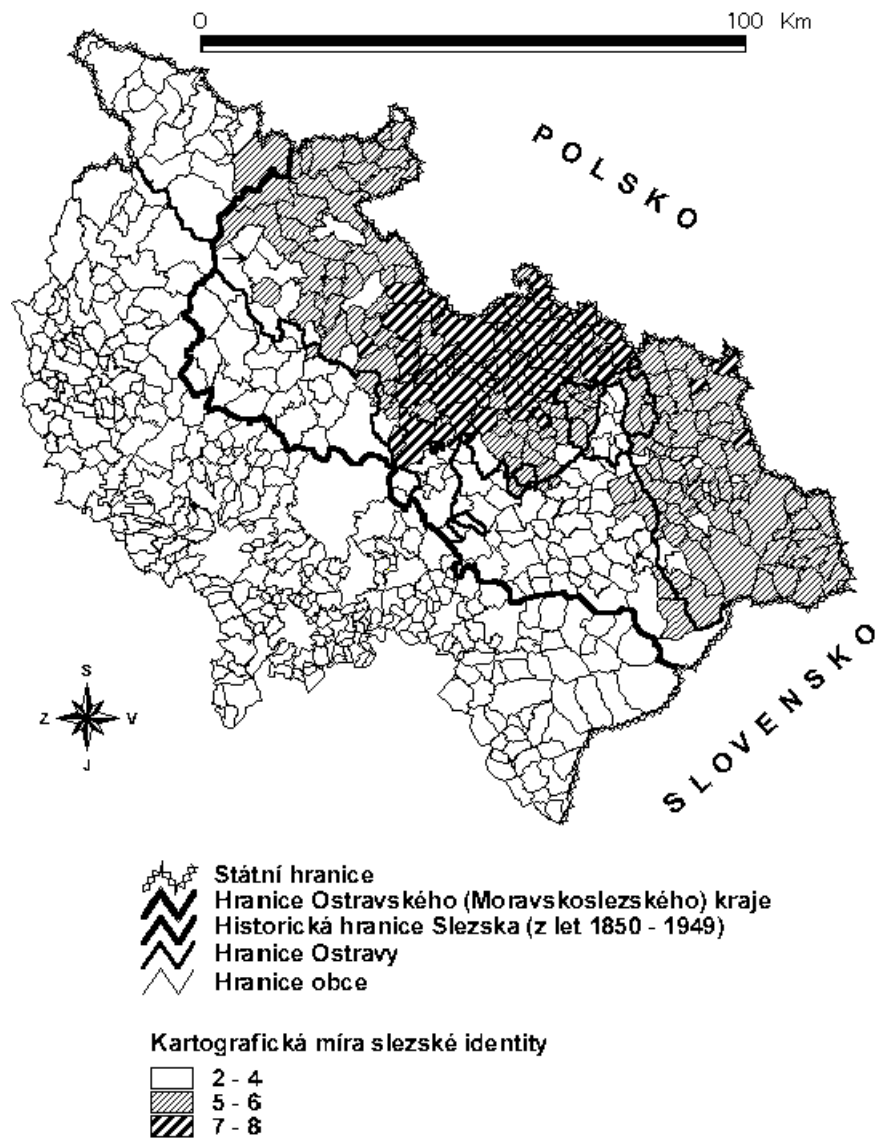 0 100 Km
POLSKO
SLOVENSKO
S
Z V
J
Státní hranice
Hranice Ostravského (Moravskoslezského) kraje
Historická hranice Slezska (z let 1850 - 1949)
Hranice Ostravy
Hranice obce
Kartografická míra slezské identity
2 - 4
5 - 6
7 - 8